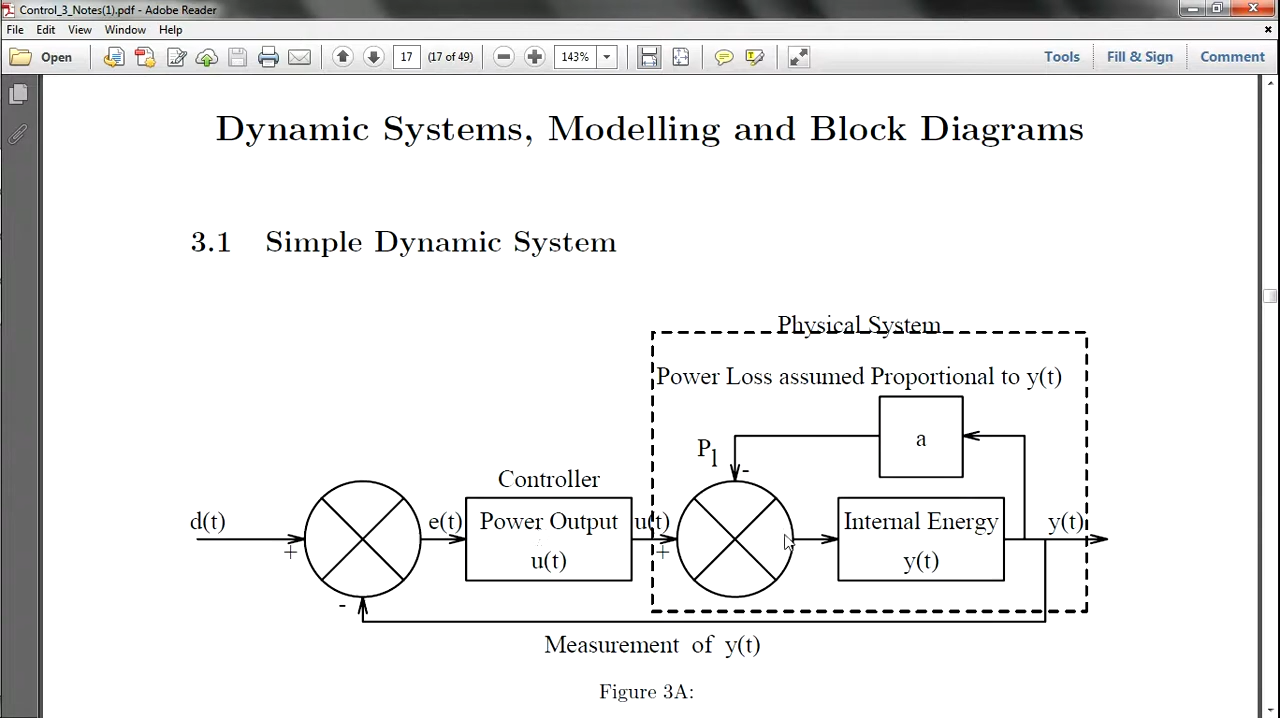 Control_3_Notes(1).pdf - Adobe Reader
File Edit View Window Help
Open 17 (17 of 49) 143% Tools Fill & Sign Comment
Dynamic Systems, Modelling and Block Diagrams
3.1 Simple Dynamic System
Physical System
Power Loss assumed Proportional to y(t)
a
Pl
-
Controller
d(t) e(t) Power Output u(t) Internal Energy y(t)
+ u(t) + y(t)
-
Measurement of y(t)
Figure 3A: